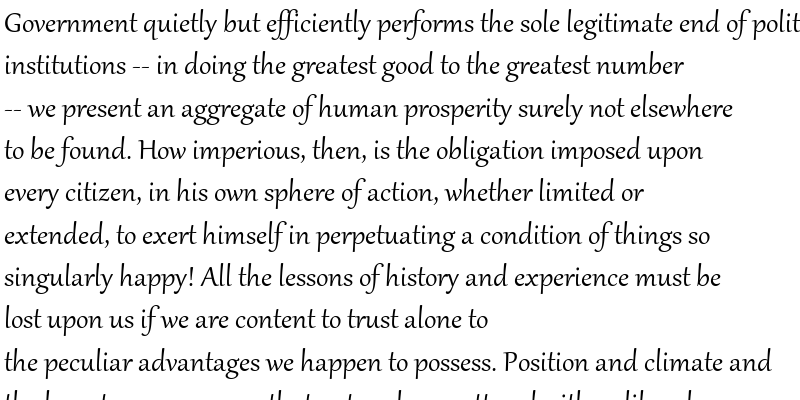 Government quietly but efficiently performs the sole legitimate end of polit
institutions -- in doing the greatest good to the greatest number
-- we present an aggregate of human prosperity surely not elsewhere
to be found. How imperious, then, is the obligation imposed upon
every citizen, in his own sphere of action, whether limited or
extended, to exert himself in perpetuating a condition of things so
singularly happy! All the lessons of history and experience must be
lost upon us if we are content to trust alone to
the peculiar advantages we happen to possess. Position and climate and